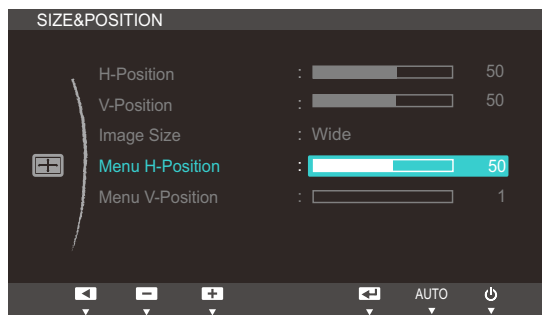 SIZE&POSITION
H-Position : 50
V-Position : 50
Image Size : Wide
Menu H-Position : 50
Menu V-Position : 1
AUTO